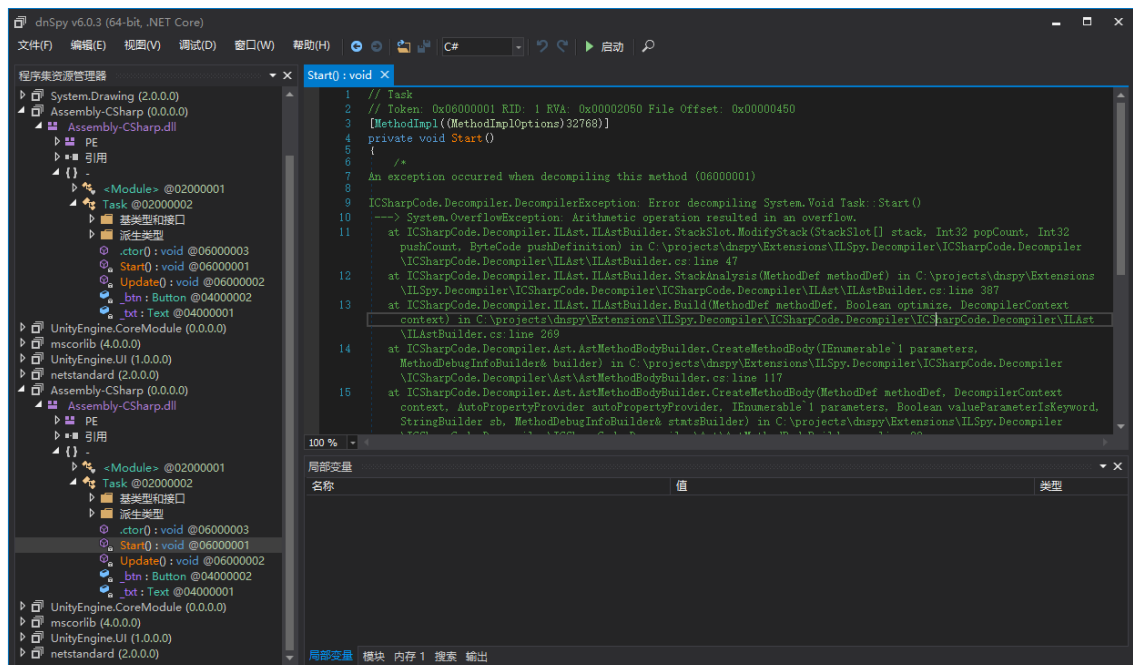 dnSpy v6.0.3 (64-bit, .NET Core)
文件(F) 编辑(E) 视图(V) 调试(D) 窗口(W) 帮助(H) C# 启动
程序集资源管理器
System.Drawing (2.0.0.0)
Assembly-CSharp (0.0.0.0)
Assembly-CSharp.dll
PE
引用
{ } -
<Module> @02000001
Task @02000002
基类型和接口
派生类型
.ctor() : void @06000003
Start() : void @06000001
Update() : void @06000002
_btn : Button @04000002
_txt : Text @04000001
UnityEngine.CoreModule (0.0.0.0)
mscorlib (4.0.0.0)
UnityEngine.UI (1.0.0.0)
netstandard (2.0.0.0)
Assembly-CSharp (0.0.0.0)
Assembly-CSharp.dll
PE
引用
{ } -
<Module> @02000001
Task @02000002
基类型和接口
派生类型
.ctor() : void @06000003
Start() : void @06000001
Update() : void @06000002
_btn : Button @04000002
_txt : Text @04000001
UnityEngine.CoreModule (0.0.0.0)
mscorlib (4.0.0.0)
UnityEngine.UI (1.0.0.0)
netstandard (2.0.0.0)
Start() : void
1 // Task
2 // Token: 0x06000001 RID: 1 RVA: 0x00002050 File Offset: 0x00000450
3 [MethodImpl((MethodImplOptions)32768)]
4 private void Start()
5 {
6 /*
7 An exception occurred when decompiling this method (06000001)
8
9 ICSharpCode.Decompiler.DecompilerException: Error decompiling System.Void Task::Start()
10 ---> System.OverflowException: Arithmetic operation resulted in an overflow.
11 at ICSharpCode.Decompiler.ILAst.ILAstBuilder.StackSlot.ModifyStack(StackSlot[] stack, Int32 popCount, Int32
pushCount, ByteCode pushDefinition) in C:\projects\dnspy\Extensions\ILSpy.Decompiler\ICSharpCode.Decompiler
\ICSharpCode.Decompiler\ILAst\ILAstBuilder.cs:line 47
12 at ICSharpCode.Decompiler.ILAst.ILAstBuilder.StackAnalysis(MethodDef methodDef) in C:\projects\dnspy\Extensions
\ILSpy.Decompiler\ICSharpCode.Decompiler\ICSharpCode.Decompiler\ILAst\ILAstBuilder.cs:line 387
13 at ICSharpCode.Decompiler.ILAst.ILAstBuilder.Build(MethodDef methodDef, Boolean optimize, DecompilerContext
context) in C:\projects\dnspy\Extensions\ILSpy.Decompiler\ICSharpCode.Decompiler\ICSharpCode.Decompiler\ILAst
\ILAstBuilder.cs:line 269
14 at ICSharpCode.Decompiler.Ast.AstMethodBodyBuilder.CreateMethodBody(IEnumerable`1 parameters,
MethodDebugInfoBuilder& builder) in C:\projects\dnspy\Extensions\ILSpy.Decompiler\ICSharpCode.Decompiler
\ICSharpCode.Decompiler\Ast\AstMethodBodyBuilder.cs:line 117
15 at ICSharpCode.Decompiler.Ast.AstMethodBodyBuilder.CreateMethodBody(MethodDef methodDef, DecompilerContext
context, AutoPropertyProvider autoPropertyProvider, IEnumerable`1 parameters, Boolean valueParameterIsKeyword,
StringBuilder sb, MethodDebugInfoBuilder& stmtsBuilder) in C:\projects\dnspy\Extensions\ILSpy.Decompiler
100 %
局部变量
名称 值 类型
局部变量 模块 内存 1 搜索 输出